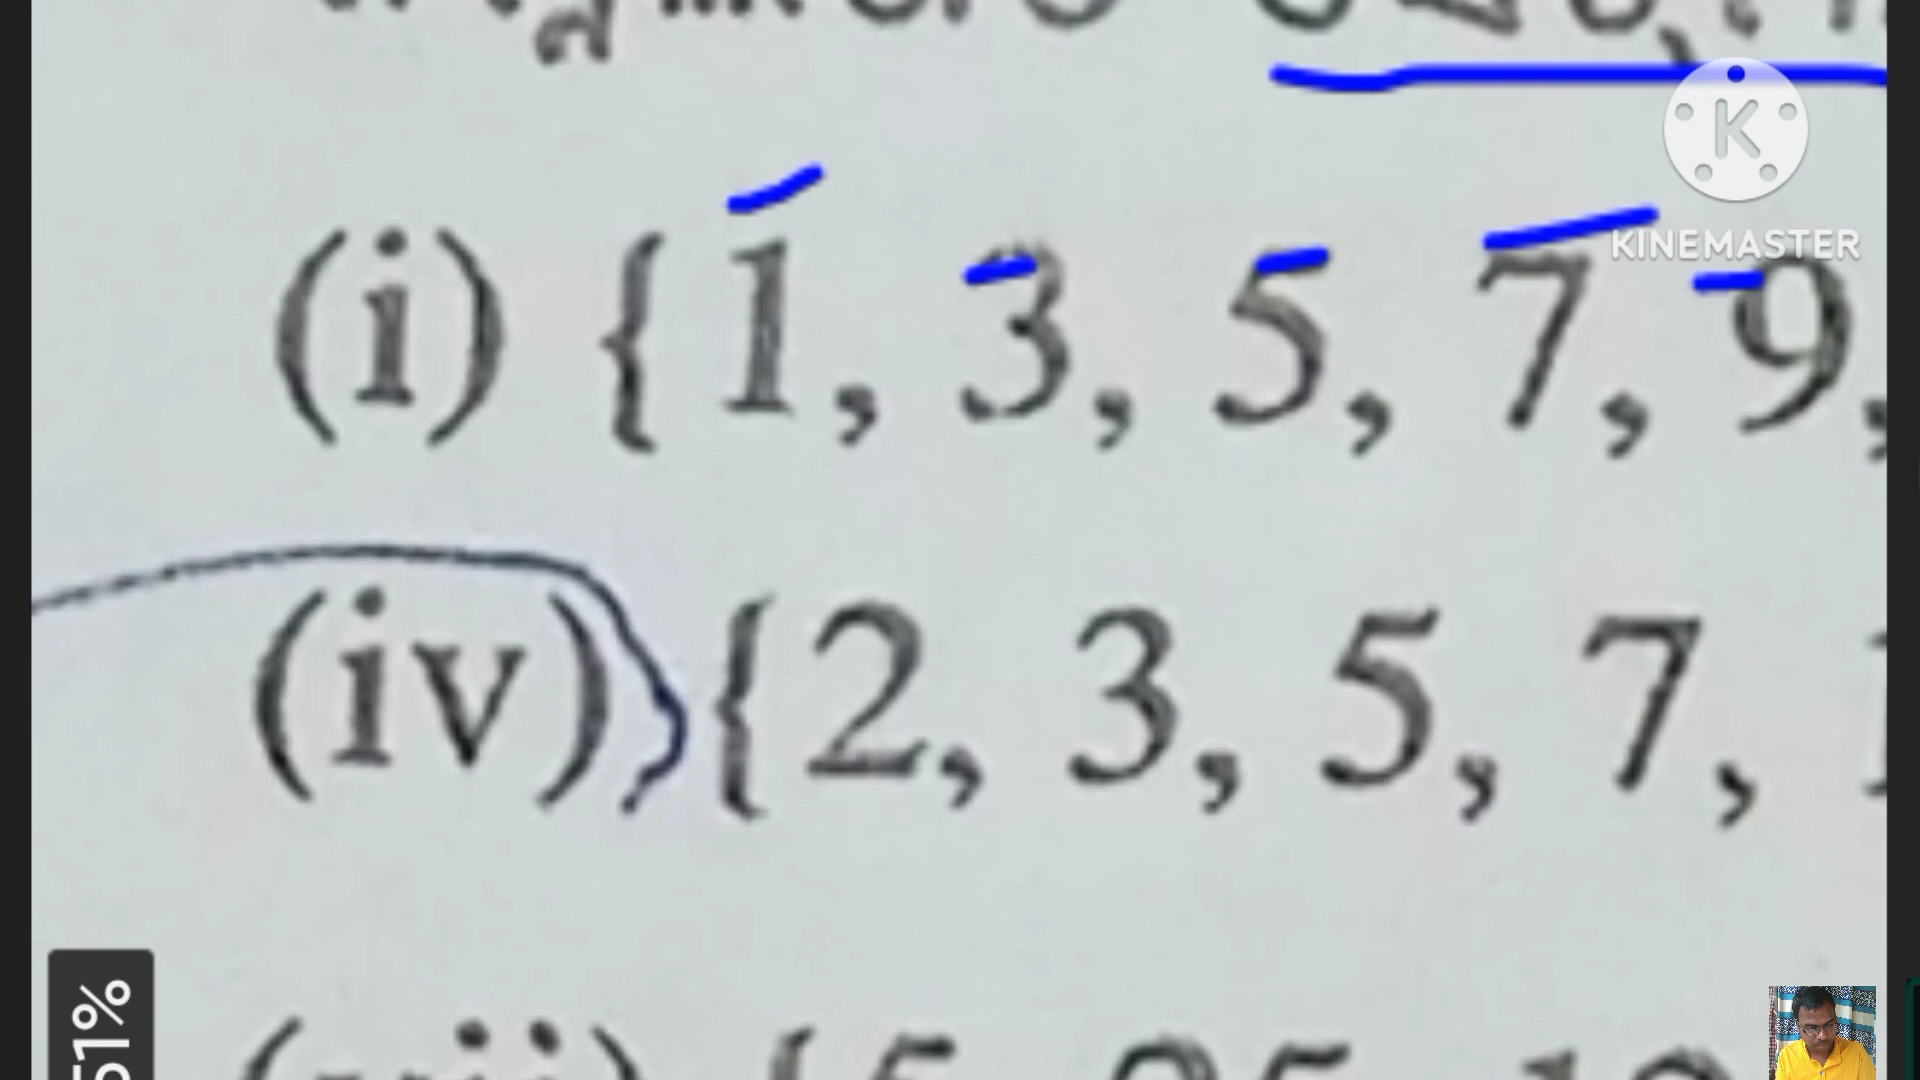 K
KINEMASTER
(i) { 1, 3, 5, 7, 9,
(iv) { 2, 3, 5, 7,
51%